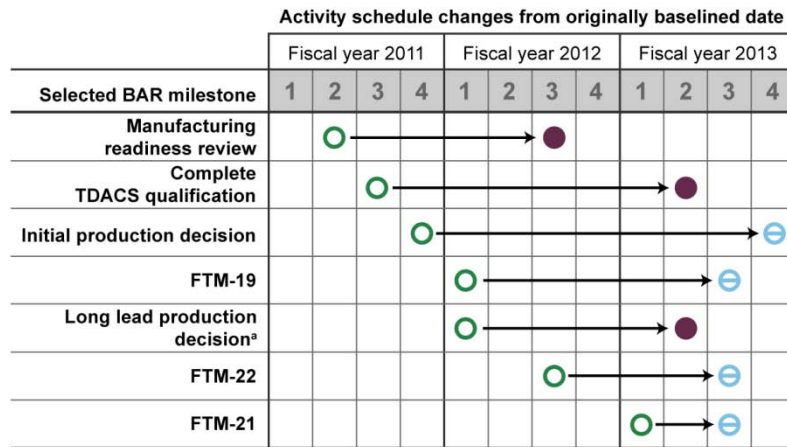 Activity schedule changes from originally baselined date
Fiscal year 2011 Fiscal year 2012 Fiscal year 2013
Selected BAR milestone 1 2 3 4 1 2 3 4 1 2 3 4
Manufacturing
readiness review
Complete
TDACS qualification
Initial production decision
FTM-19
Long lead production
decisionᵃ
FTM-22
FTM-21